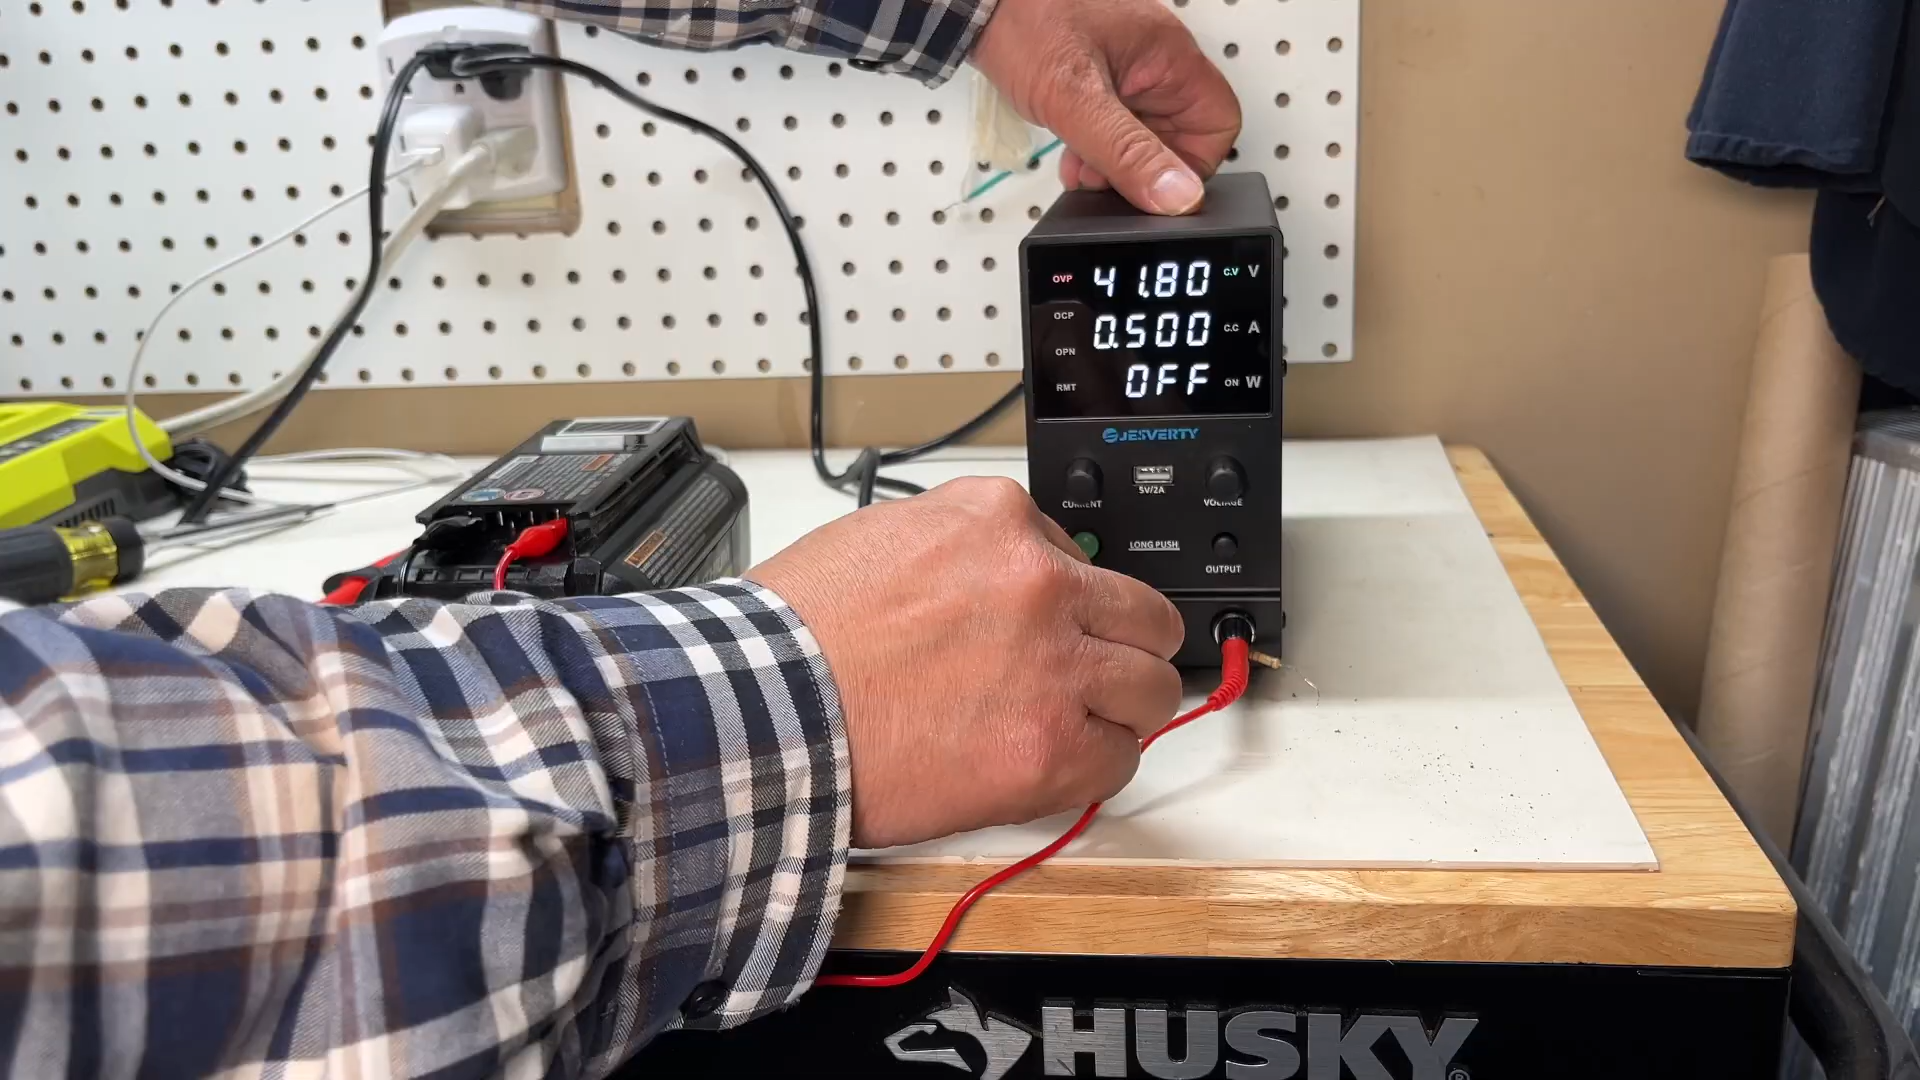 OVP 41.80 C.V V
OCP 0.500 C.C A
OPN
RMT OFF ON W
JESVERTY
5V/2A
CURRENT VOLTAGE
LONG PUSH
OUTPUT
HUSKY®